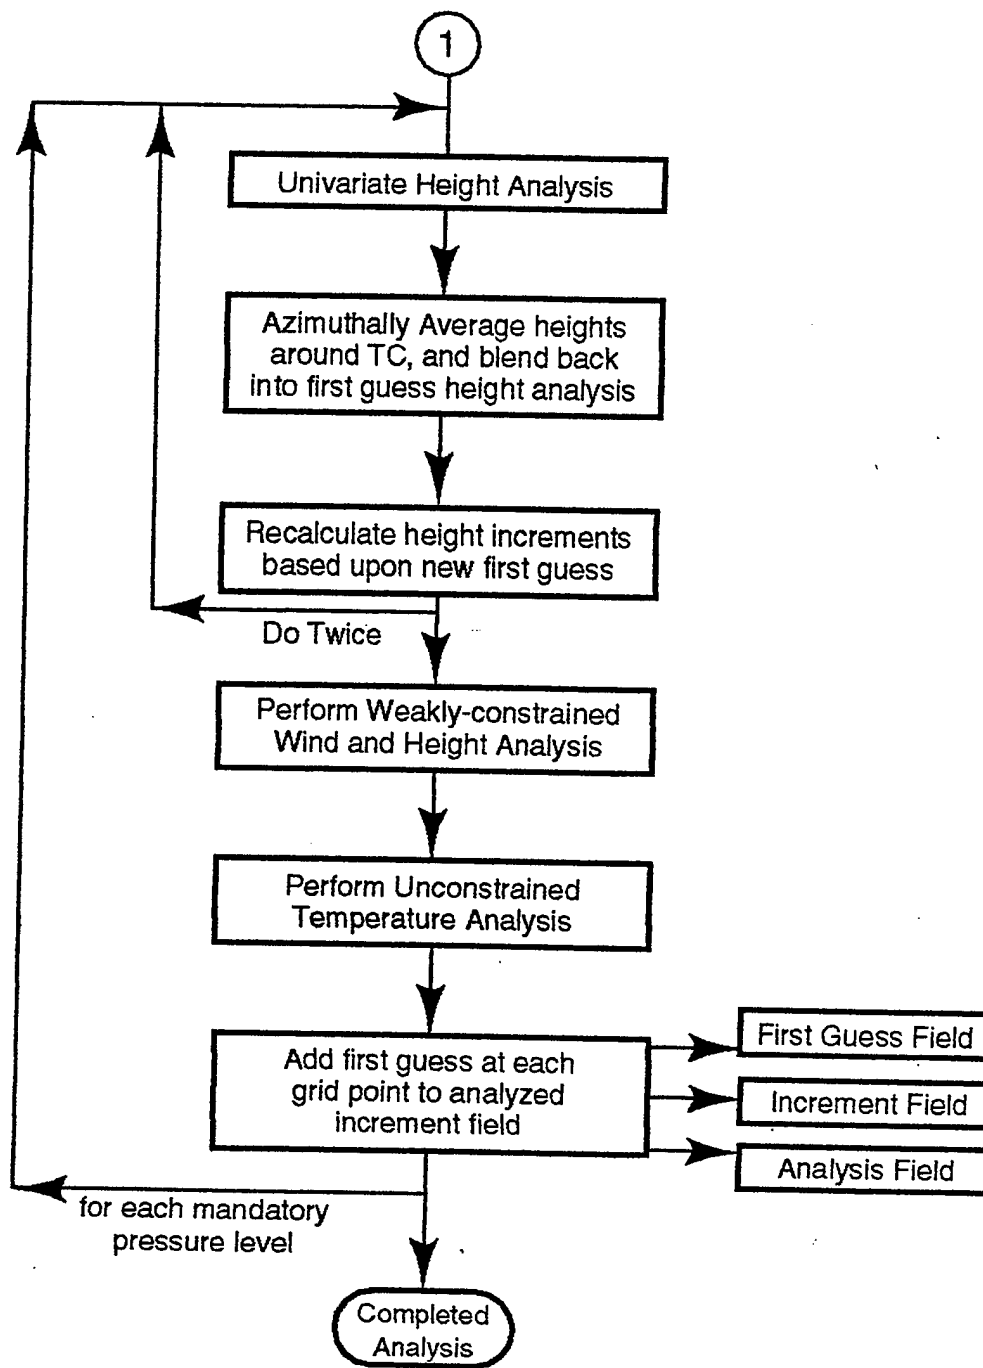 1
Univariate Height Analysis
Azimuthally Average heights
around TC, and blend back
into first guess height analysis
Recalculate height increments
based upon new first guess
Do Twice
Perform Weakly-constrained
Wind and Height Analysis
Perform Unconstrained
Temperature Analysis
Add first guess at each
grid point to analyzed
increment field
First Guess Field
Increment Field
Analysis Field
for each mandatory
pressure level
Completed
Analysis